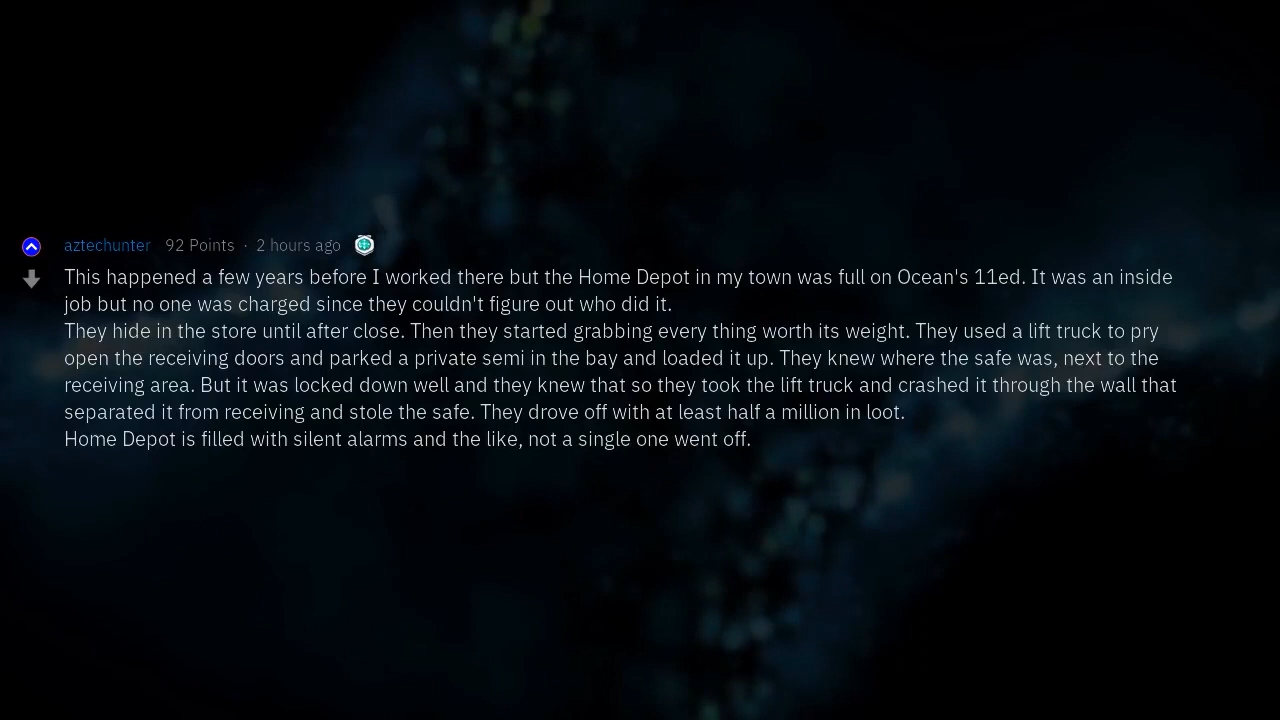 aztechunter 92 Points · 2 hours ago
This happened a few years before I worked there but the Home Depot in my town was full on Ocean's 11ed. It was an inside
job but no one was charged since they couldn't figure out who did it.
They hide in the store until after close. Then they started grabbing every thing worth its weight. They used a lift truck to pry
open the receiving doors and parked a private semi in the bay and loaded it up. They knew where the safe was, next to the
receiving area. But it was locked down well and they knew that so they took the lift truck and crashed it through the wall that
separated it from receiving and stole the safe. They drove off with at least half a million in loot.
Home Depot is filled with silent alarms and the like, not a single one went off.